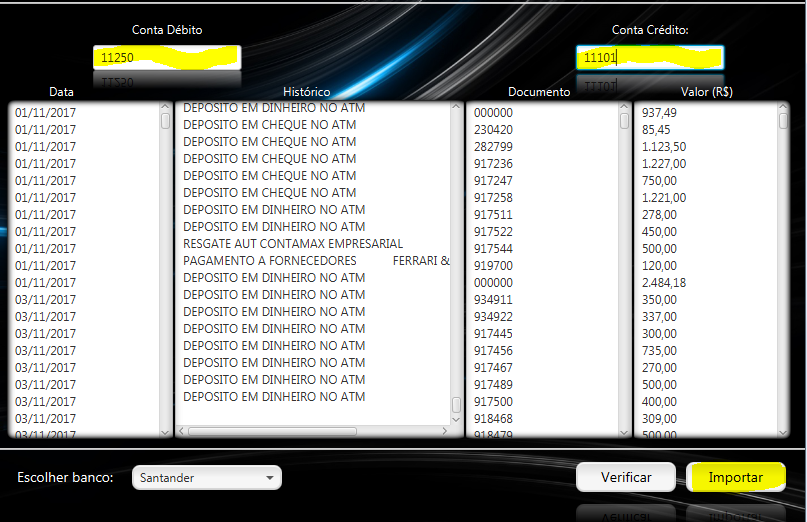 Conta Débito
Conta Crédito:
11250
11101
Data
Histórico
Documento
Valor (R$)
01/11/2017
01/11/2017
01/11/2017
01/11/2017
01/11/2017
01/11/2017
01/11/2017
01/11/2017
01/11/2017
01/11/2017
01/11/2017
03/11/2017
03/11/2017
03/11/2017
03/11/2017
03/11/2017
03/11/2017
03/11/2017
03/11/2017
03/11/2017
DEPOSITO EM DINHEIRO NO ATM
DEPOSITO EM CHEQUE NO ATM
DEPOSITO EM CHEQUE NO ATM
DEPOSITO EM CHEQUE NO ATM
DEPOSITO EM CHEQUE NO ATM
DEPOSITO EM CHEQUE NO ATM
DEPOSITO EM DINHEIRO NO ATM
DEPOSITO EM DINHEIRO NO ATM
RESGATE AUT CONTAMAX EMPRESARIAL
PAGAMENTO A FORNECEDORES FERRARI &
DEPOSITO EM DINHEIRO NO ATM
DEPOSITO EM DINHEIRO NO ATM
DEPOSITO EM DINHEIRO NO ATM
DEPOSITO EM DINHEIRO NO ATM
DEPOSITO EM DINHEIRO NO ATM
DEPOSITO EM DINHEIRO NO ATM
DEPOSITO EM DINHEIRO NO ATM
DEPOSITO EM DINHEIRO NO ATM
000000
230420
282799
917236
917247
917258
917511
917522
917544
919700
000000
934911
934922
917445
917456
917467
917489
917500
918468
918479
937,49
85,45
1.123,50
1.227,00
750,00
1.221,00
278,00
450,00
500,00
120,00
2.484,18
350,00
337,00
300,00
735,00
270,00
500,00
400,00
309,00
500,00
Escolher banco:
Santander
Verificar
Importar